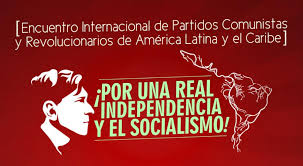 [Encuentro Internacional de Partidos Comunistas
y Revolucionarios de América Latina y el Caribe]
¡POR UNA REAL
INDEPENDENCIA
Y EL SOCIALISMO!